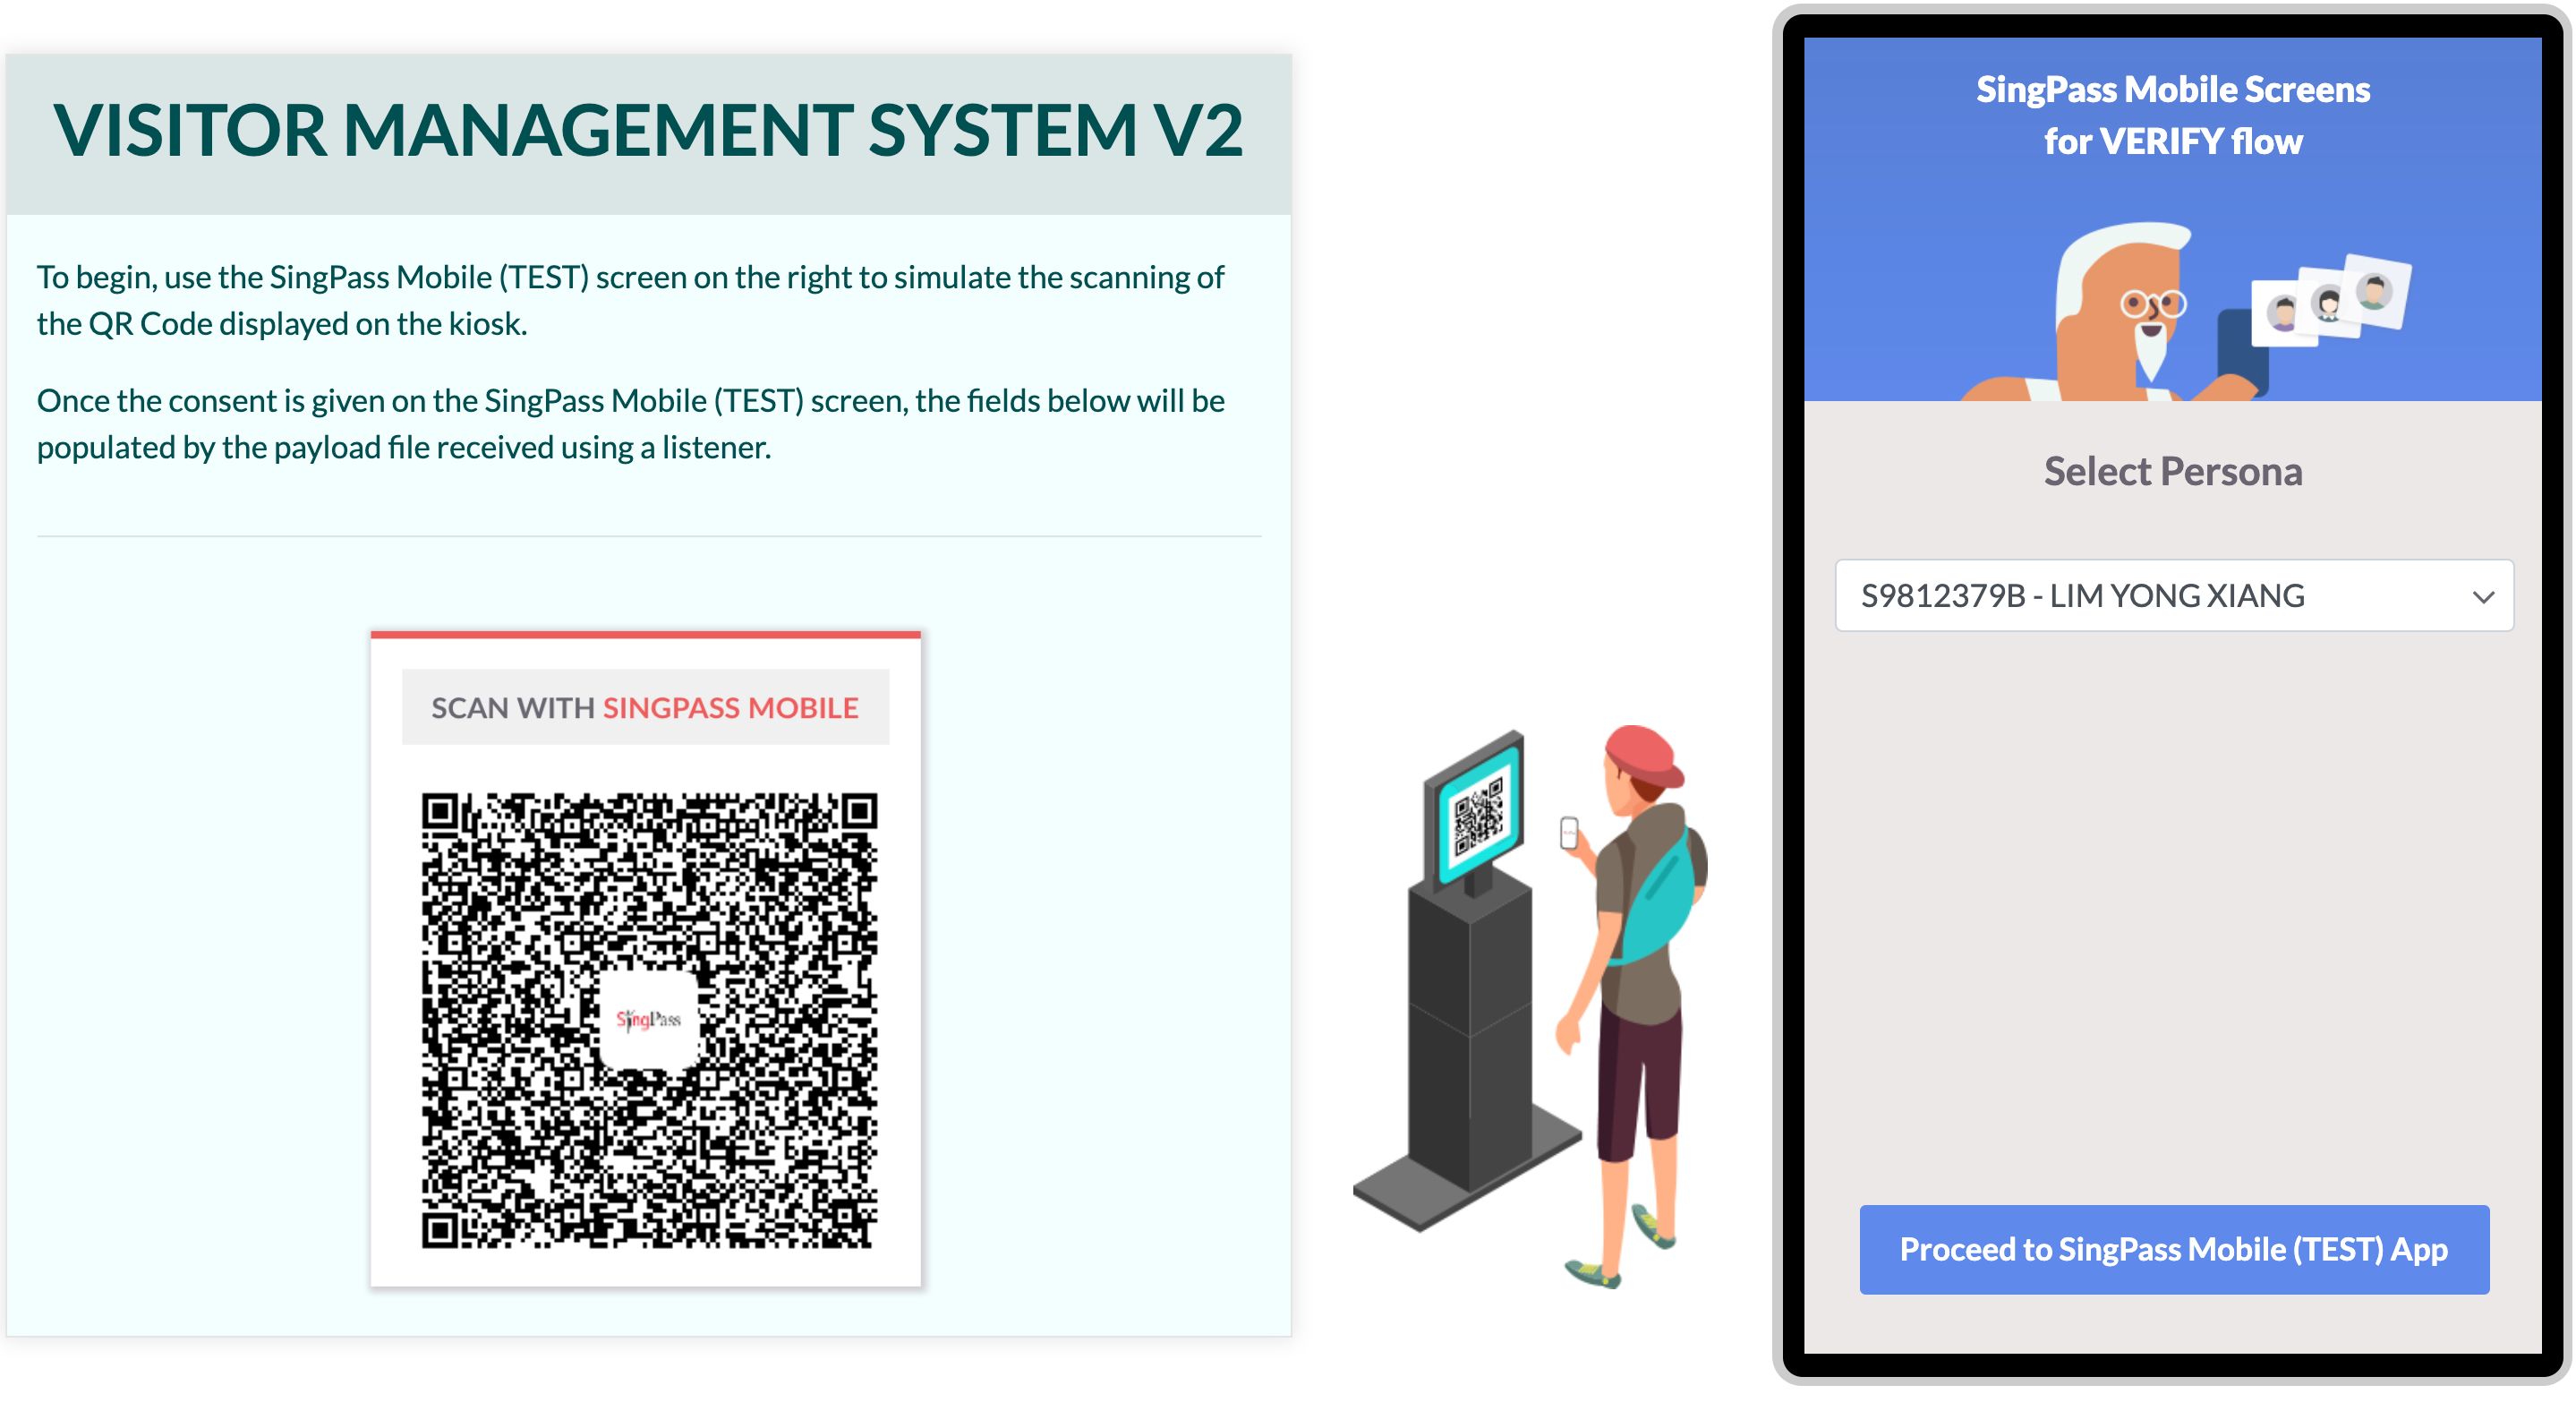 VISITOR MANAGEMENT SYSTEM V2
To begin, use the SingPass Mobile (TEST) screen on the right to simulate the scanning of
the QR Code displayed on the kiosk.
Once the consent is given on the SingPass Mobile (TEST) screen, the fields below will be
populated by the payload file received using a listener.
SCAN WITH SINGPASS MOBILE
SingPass
SingPass Mobile Screens
for VERIFY flow
Select Persona
S9812379B - LIM YONG XIANG
Proceed to SingPass Mobile (TEST) App